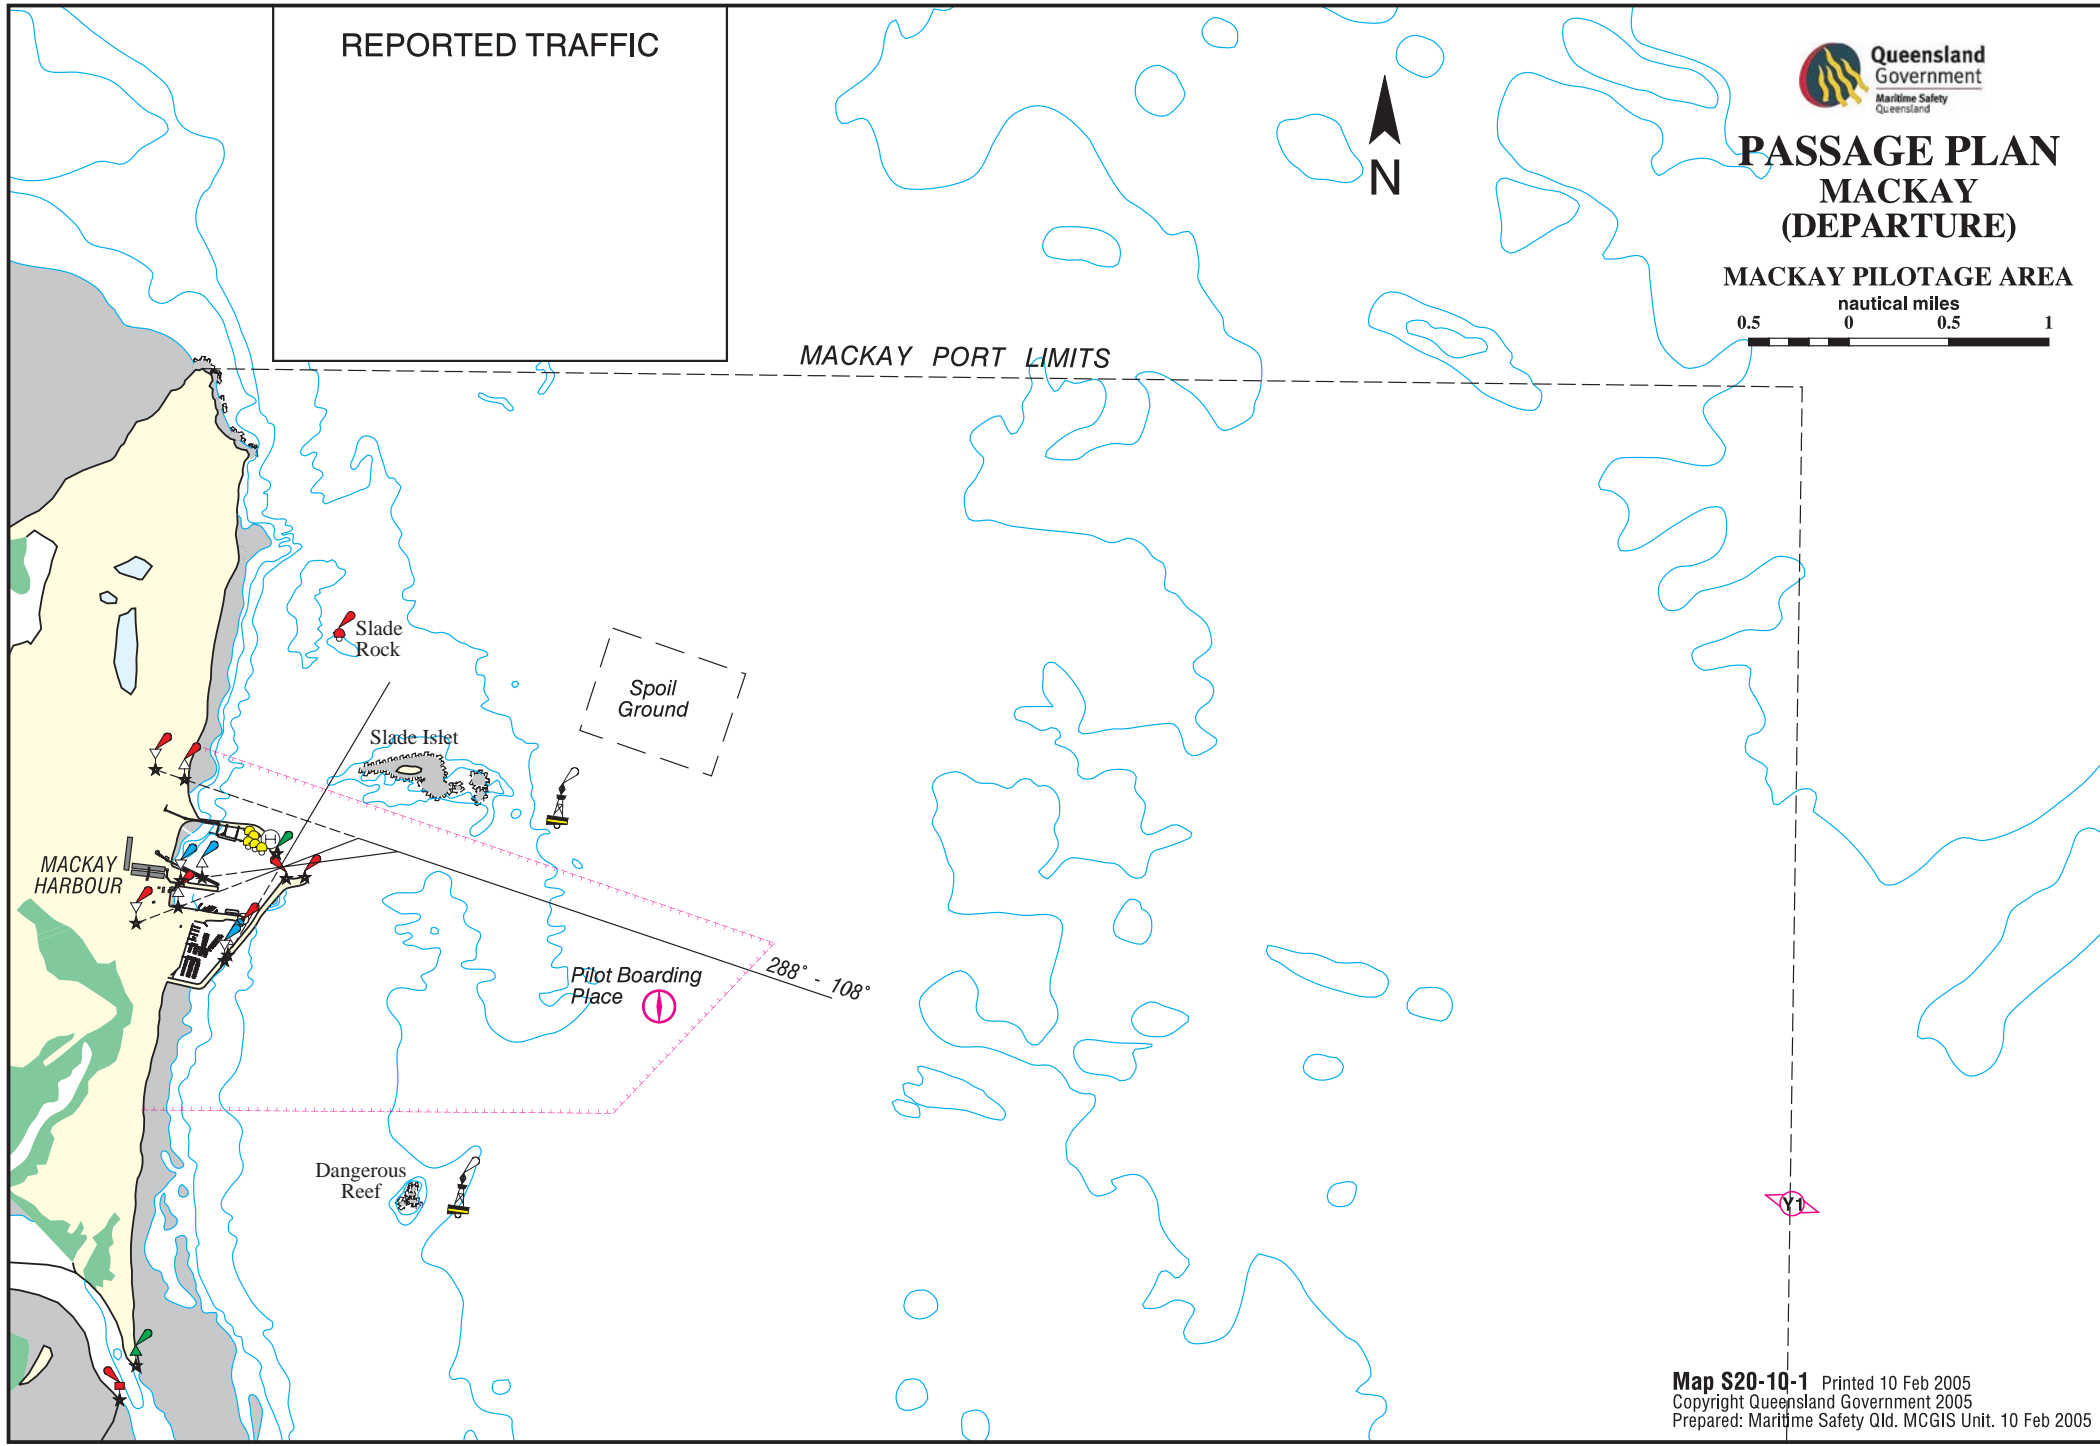 REPORTED TRAFFIC
Queensland
Government
Maritime Safety
Queensland
PASSAGE PLAN
MACKAY
(DEPARTURE)
MACKAY PILOTAGE AREA
nautical miles
0.5 0 0.5 1
N
MACKAY PORT LIMITS
Slade
Rock
Spoil
Ground
Slade Islet
H
MACKAY
HARBOUR
288° - 108°
Pilot Boarding
Place
Dangerous
Reef
Y1
Map S20-10-1 Printed 10 Feb 2005
Copyright Queensland Government 2005
Prepared: Maritime Safety Qld. MCGIS Unit. 10 Feb 2005